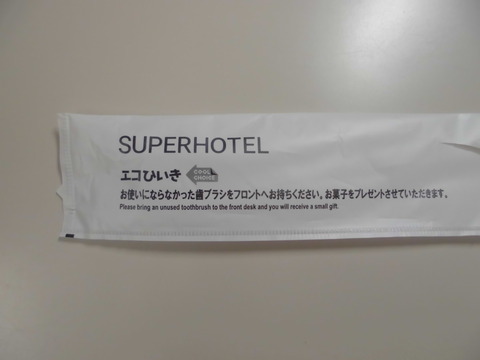 SUPERHOTEL
エコひいき COOL CHOICE
お使いにならなかった歯ブラシをフロントへお持ちください。お菓子をプレゼントさせていただきます。
Please bring an unused toothbrush to the front desk and you will receive a small gift.